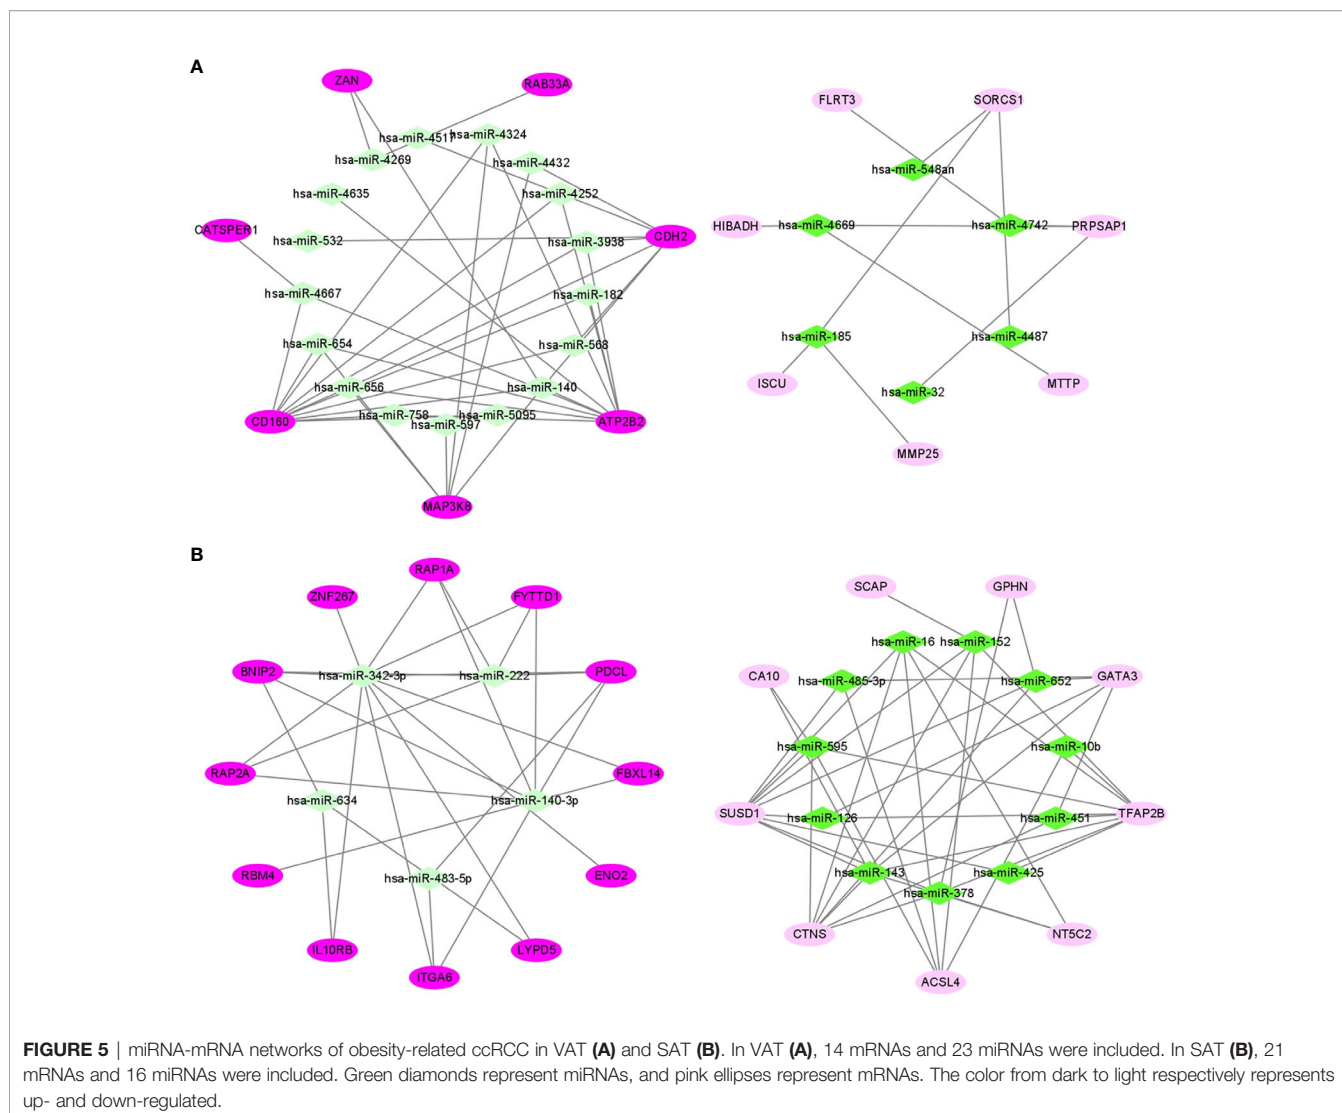 A
ZAN
RAB33A
hsa-miR-4517
hsa-miR-4324
hsa-miR-4269
hsa-miR-4432
hsa-miR-4635
hsa-miR-4252
CATSPER1
hsa-miR-532
hsa-miR-3938
CDH2
hsa-miR-4667
hsa-miR-182
hsa-miR-654
hsa-miR-568
hsa-miR-656
hsa-miR-140
CD160
hsa-miR-758
hsa-miR-597
hsa-miR-5095
ATP2B2
MAP3K8
FLRT3
SORCS1
hsa-miR-548an
HIBADH
hsa-miR-4669
hsa-miR-4742
PRPSAP1
hsa-miR-185
hsa-miR-4487
ISCU
hsa-miR-32
MTTP
MMP25
B
RAP1A
ZNF267
FYTTD1
BNIP2
hsa-miR-342-3p
hsa-miR-222
PDCL
RAP2A
hsa-miR-634
hsa-miR-140-3p
FBXL14
RBM4
hsa-miR-483-5p
ENO2
IL10RB
LYPD5
ITGA6
SCAP
GPHN
hsa-miR-16
hsa-miR-152
CA10
hsa-miR-485-3p
hsa-miR-652
GATA3
hsa-miR-595
hsa-miR-10b
SUSD1
hsa-miR-126
hsa-miR-451
TFAP2B
hsa-miR-143
hsa-miR-425
hsa-miR-378
CTNS
NT5C2
ACSL4
FIGURE 5 | miRNA-mRNA networks of obesity-related ccRCC in VAT (A) and SAT (B). In VAT (A), 14 mRNAs and 23 miRNAs were included. In SAT (B), 21
mRNAs and 16 miRNAs were included. Green diamonds represent miRNAs, and pink ellipses represent mRNAs. The color from dark to light respectively represents
up- and down-regulated.